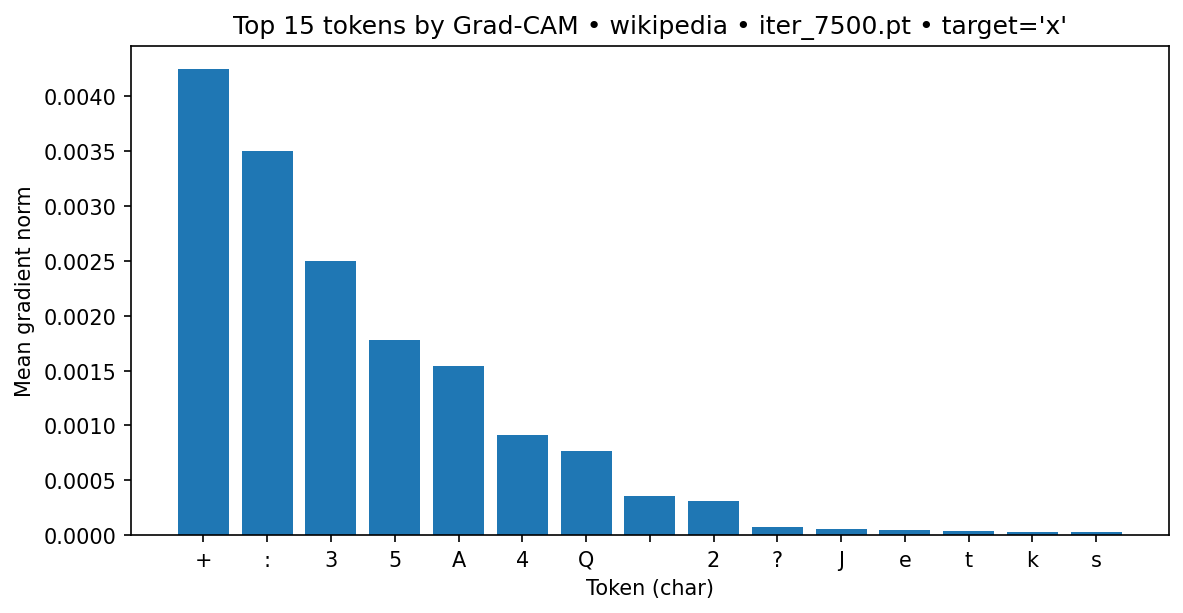 Top 15 tokens by Grad-CAM • wikipedia • iter_7500.pt • target='x'
Mean gradient norm
0.0040
0.0035
0.0030
0.0025
0.0020
0.0015
0.0010
0.0005
0.0000
+ : 3 5 A 4 Q ' 2 ? J e t k s
Token (char)